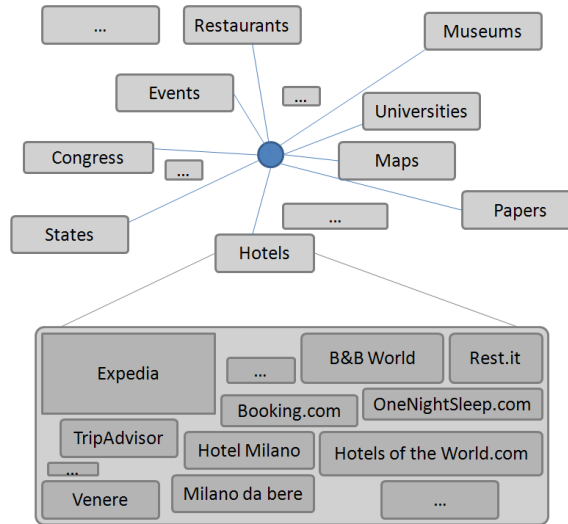 ...
Restaurants
Museums
Events
...
Universities
Congress
...
Maps
States
...
Papers
Hotels
Expedia
...
B&B World
Rest.it
Booking.com
OneNightSleep.com
TripAdvisor
Hotel Milano
Hotels of the World.com
...
Venere
Milano da bere
...